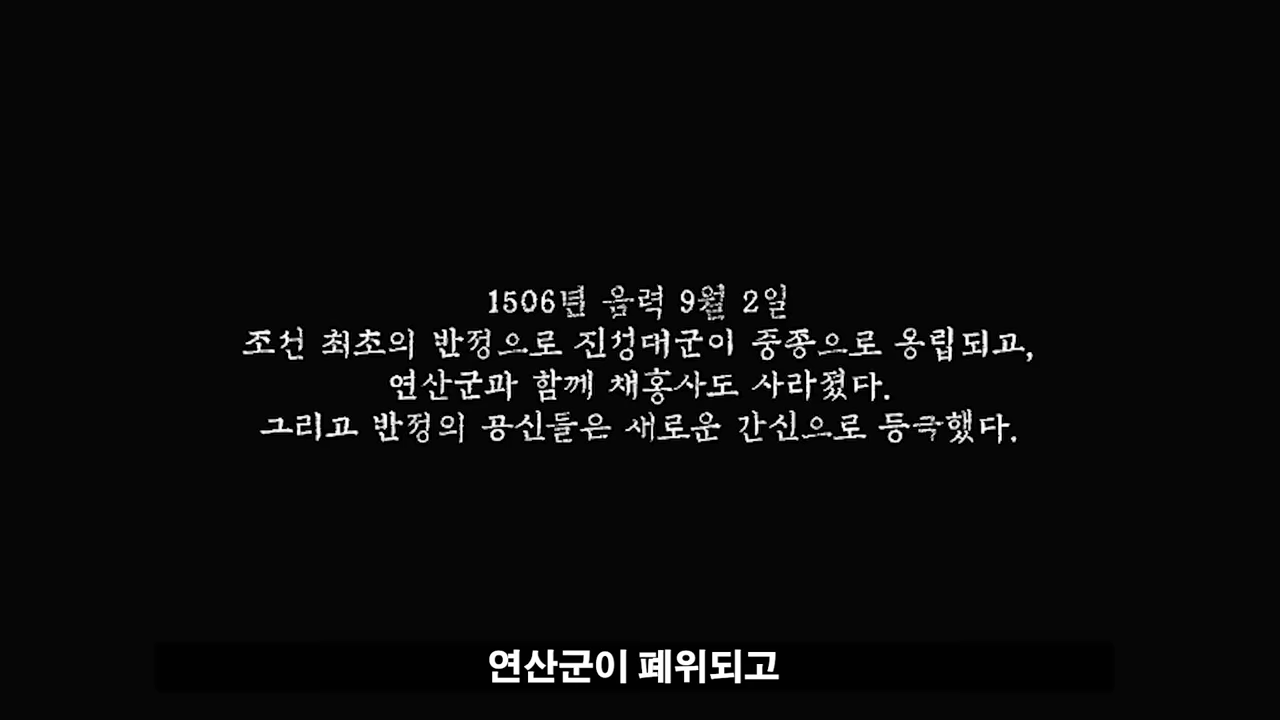 1506년 음력 9월 2일
조선 최초의 반정으로 진성대군이 중종으로 옹립되고,
연산군과 함께 채홍사도 사라졌다.
그리고 반정의 공신들은 새로운 간신으로 등극했다.
연산군이 폐위되고